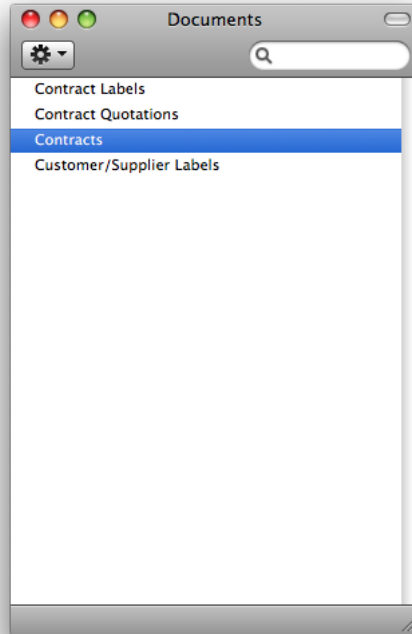 Documents
Contract Labels
Contract Quotations
Contracts
Customer/Supplier Labels